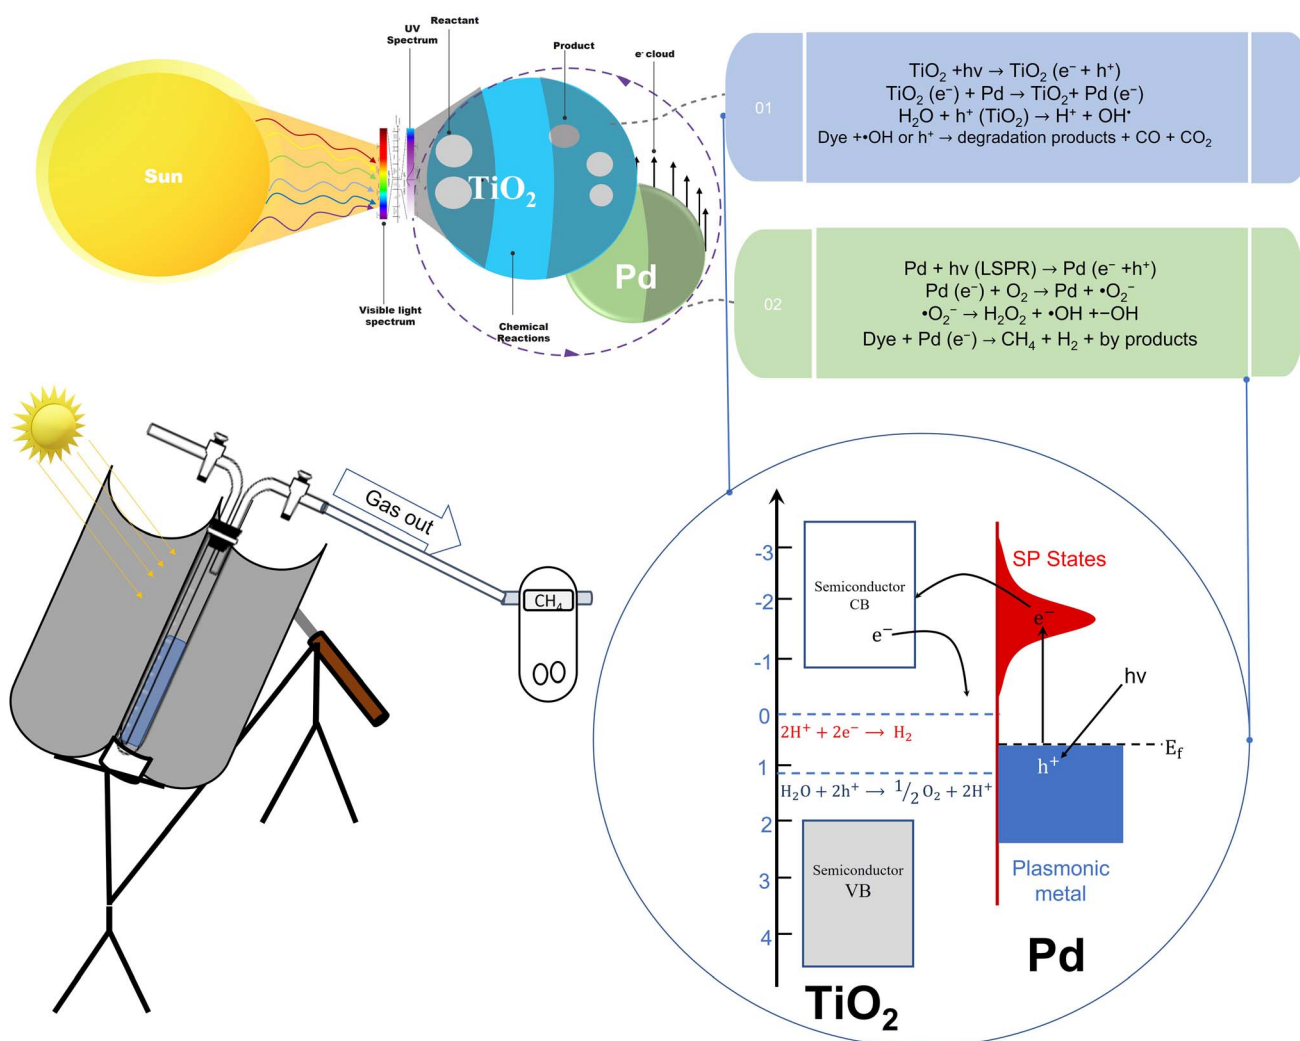 Sun
UV
Spectrum
Reactant
Product
e⁻ cloud
TiO₂
Pd
Visible light
spectrum
Chemical
Reactions
01
TiO₂ +hv → TiO₂ (e⁻ + h⁺)
TiO₂ (e⁻) + Pd → TiO₂+ Pd (e⁻)
H₂O + h⁺ (TiO₂) → H⁺ + OH•
Dye +•OH or h⁺ → degradation products + CO + CO₂
02
Pd + hv (LSPR) → Pd (e⁻ +h⁺)
Pd (e⁻) + O₂ → Pd + •O₂⁻
•O₂⁻ → H₂O₂ + •OH +−OH
Dye + Pd (e⁻) → CH₄ + H₂ + by products
Gas out
CH₄
-3
-2
-1
0
1
2
3
4
Semiconductor
CB
e⁻
SP States
e⁻
hv
2H⁺ + 2e⁻ → H₂
E_f
h⁺
H₂O + 2h⁺ → 1/2 O₂ + 2H⁺
Semiconductor
VB
Plasmonic
metal
TiO₂
Pd